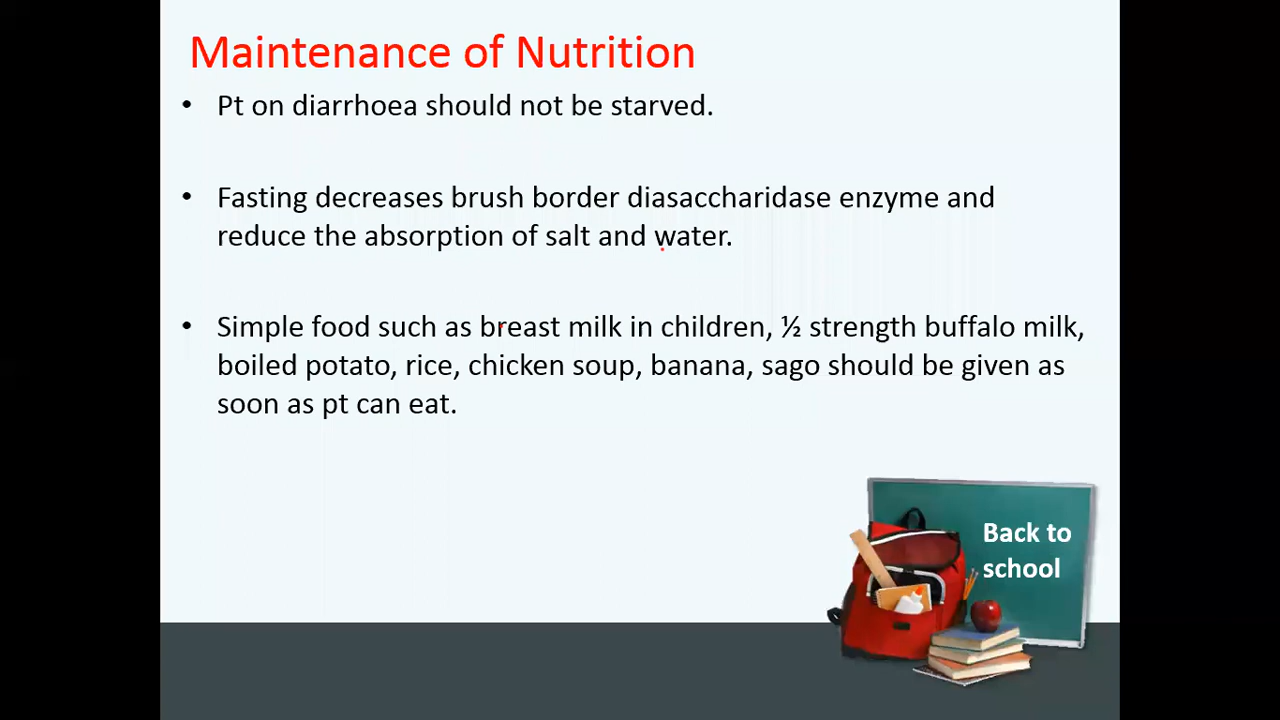 Maintenance of Nutrition
• Pt on diarrhoea should not be starved.
• Fasting decreases brush border diasaccharidase enzyme and
reduce the absorption of salt and water.
• Simple food such as breast milk in children, ½ strength buffalo milk,
boiled potato, rice, chicken soup, banana, sago should be given as
soon as pt can eat.
Back to
school